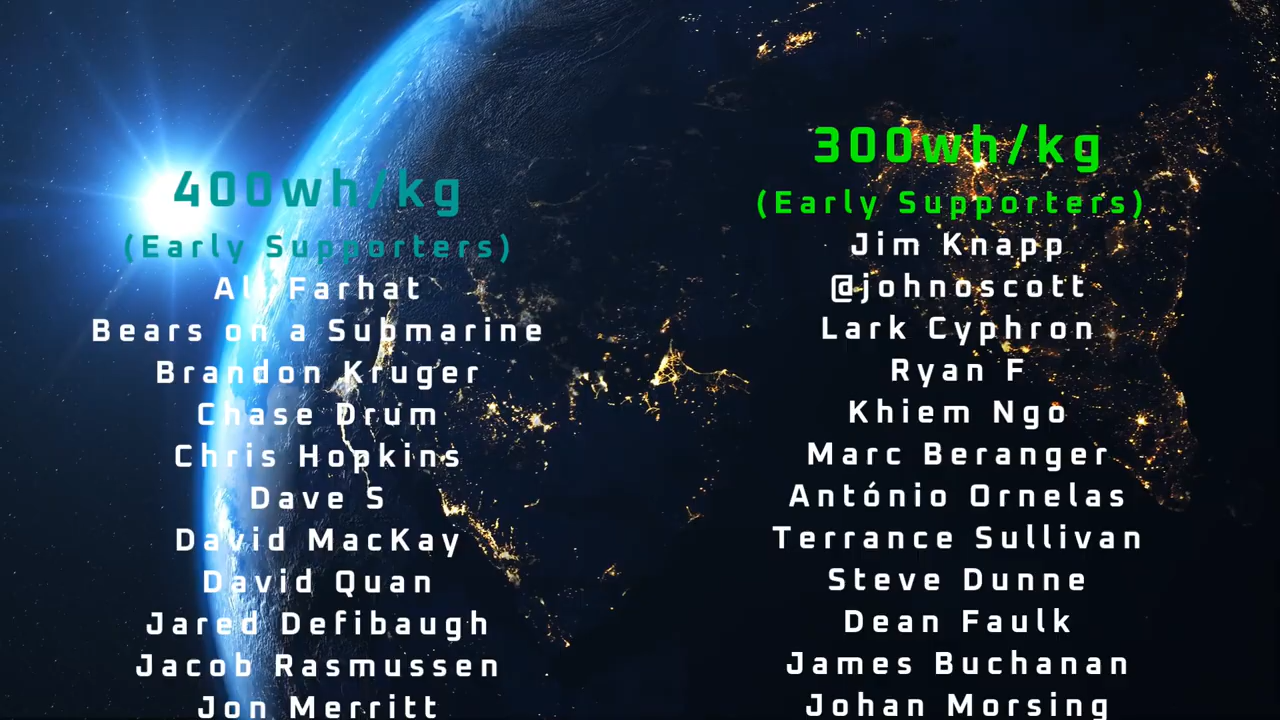 400wh/kg
(Early Supporters)
Ali Farhat
Bears on a Submarine
Brandon Kruger
Chase Drum
Chris Hopkins
Dave S
David MacKay
David Quan
Jared Defibaugh
Jacob Rasmussen
Jon Merritt
300wh/kg
(Early Supporters)
Jim Knapp
@johnoscott
Lark Cyphron
Ryan F
Khiem Ngo
Marc Beranger
António Ornelas
Terrance Sullivan
Steve Dunne
Dean Faulk
James Buchanan
Johan Morsing